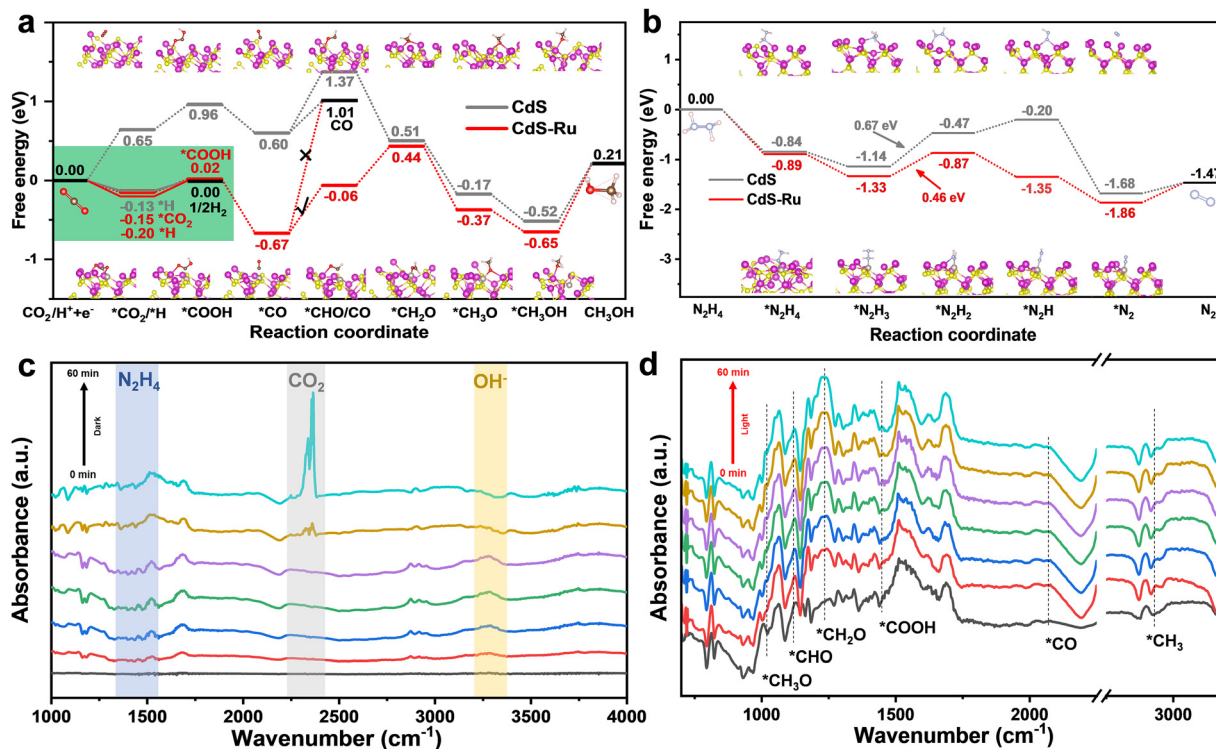 a
Free energy (eV)
1
0
-1
1.37
0.96
1.01
CO
CdS
CdS-Ru
0.65
0.60
0.51
0.44
0.21
0.00
*COOH
0.02
0.00
1/2H₂
-0.13 *H
-0.15 *CO₂
-0.20 *H
-0.06
-0.17
-0.37
-0.52
-0.67
-0.65
CO₂/H⁺+e⁻
*CO₂/*H
*COOH
*CO
*CHO/CO
*CH₂O
*CH₃O
*CH₃OH
CH₃OH
Reaction coordinate
b
Free energy (eV)
1
0
-1
-2
-3
0.00
-0.84
-0.89
-1.14
-1.33
0.67 eV
-0.47
-0.87
0.46 eV
-0.20
-1.35
-1.68
-1.86
-1.47
CdS
CdS-Ru
N₂H₄
*N₂H₄
*N₂H₃
*N₂H₂
*N₂H
*N₂
N₂
Reaction coordinate
c
Absorbance (a.u.)
60 min
Dark
0 min
N₂H₄
CO₂
OH⁻
1000
1500
2000
2500
3000
3500
4000
Wavenumber (cm⁻¹)
d
Absorbance (a.u.)
60 min
Light
0 min
*CH₃O
*CHO
*CH₂O
*COOH
*CO
*CH₃
1000
1500
2000
3000
Wavenumber (cm⁻¹)